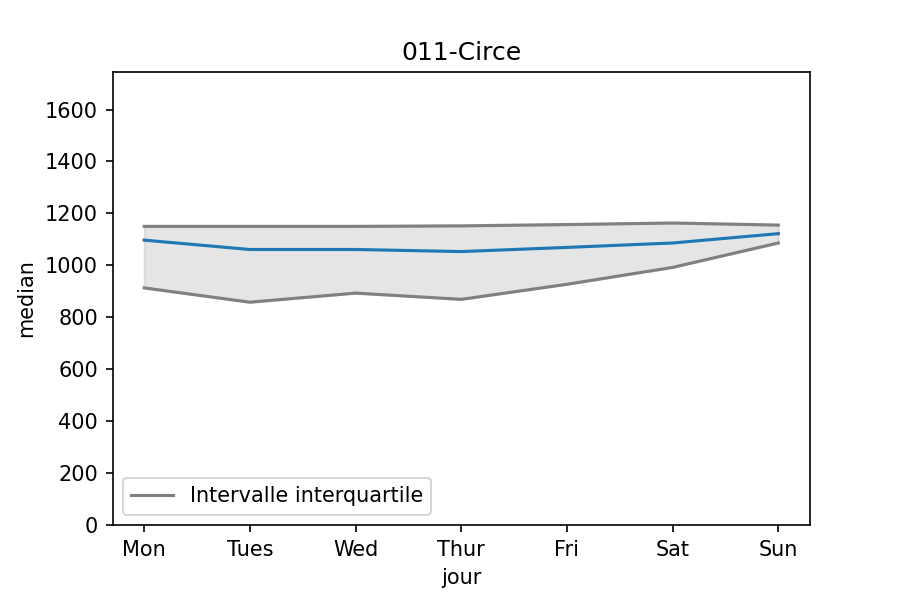 011-Circe
1600
1400
1200
1000
800
600
400
200
0
median
Intervalle interquartile
Mon Tues Wed Thur Fri Sat Sun
jour